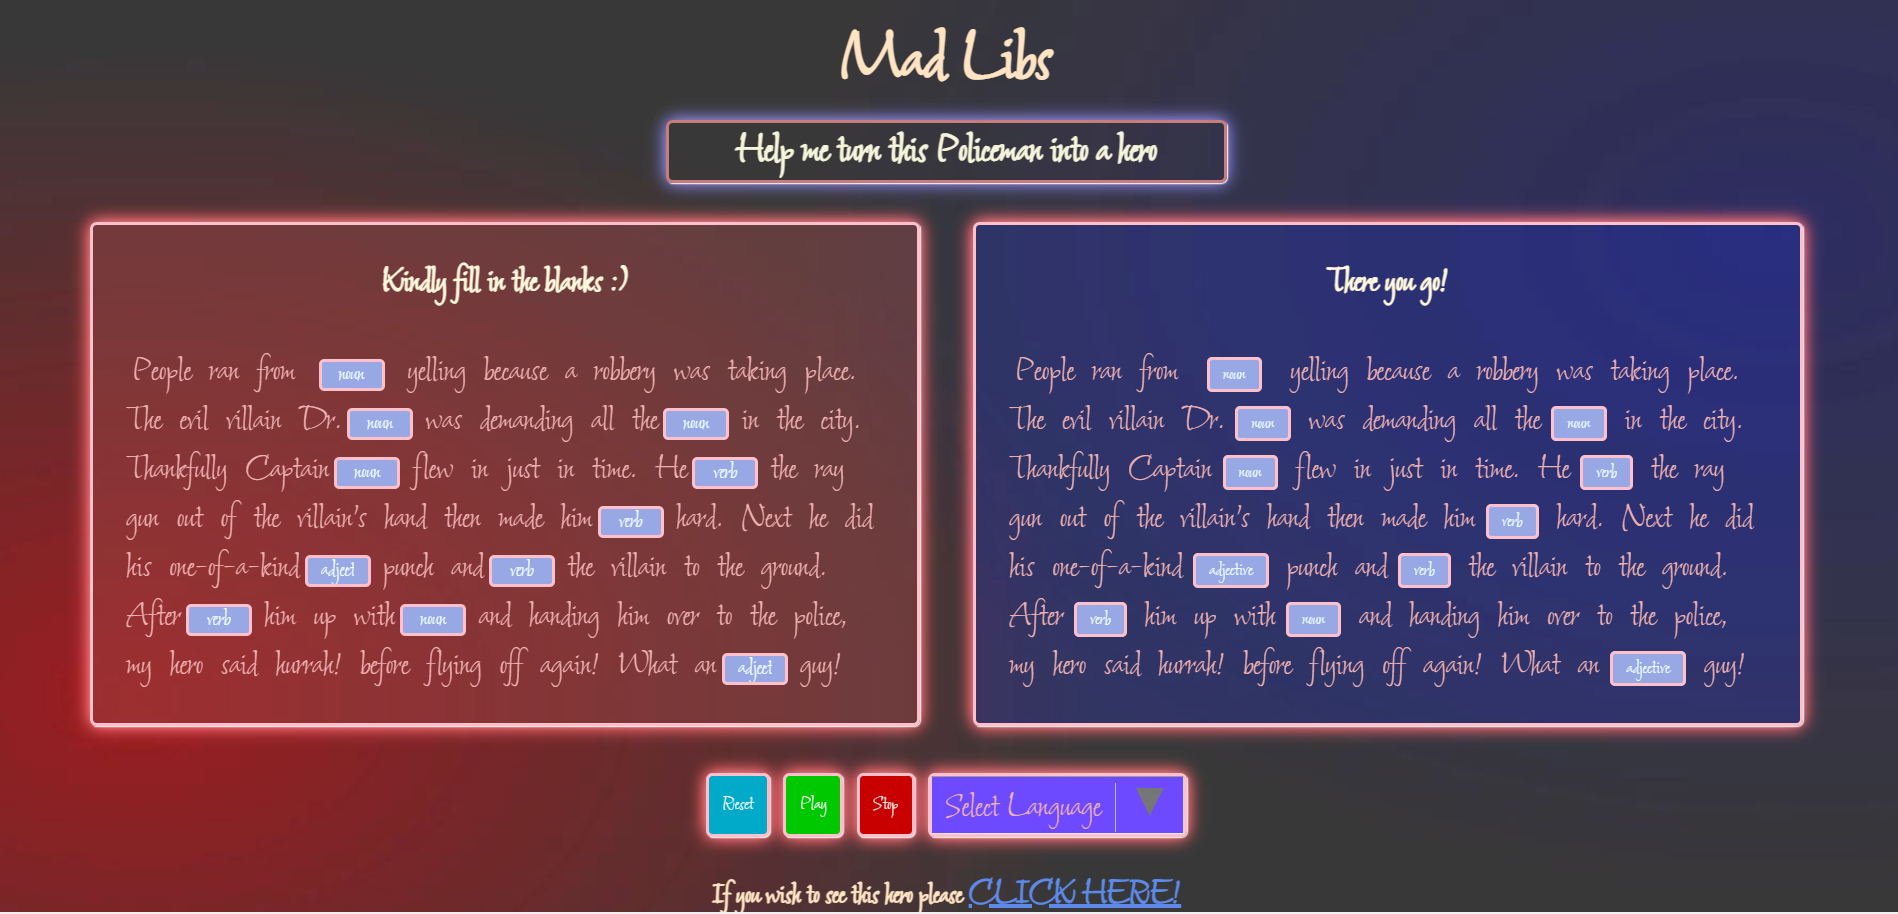 Mad Libs
Help me turn this Policeman into a hero
Kindly fill in the blanks :)
People ran from noun yelling because a robbery was taking place.
The evil villain Dr. noun was demanding all the noun in the city.
Thankfully Captain noun flew in just in time. He verb the ray
gun out of the villain's hand then made him verb hard. Next he did
his one-of-a-kind adject punch and verb the villain to the ground.
After verb him up with noun and handing him over to the police,
my hero said hurrah! before flying off again! What an adject guy!
There you go!
People ran from noun yelling because a robbery was taking place.
The evil villain Dr. noun was demanding all the noun in the city.
Thankfully Captain noun flew in just in time. He verb the ray
gun out of the villain's hand then made him verb hard. Next he did
his one-of-a-kind adjective punch and verb the villain to the ground.
After verb him up with noun and handing him over to the police,
my hero said hurrah! before flying off again! What an adjective guy!
Reset Play Stop Select Language
If you wish to see this hero please CLICK HERE!